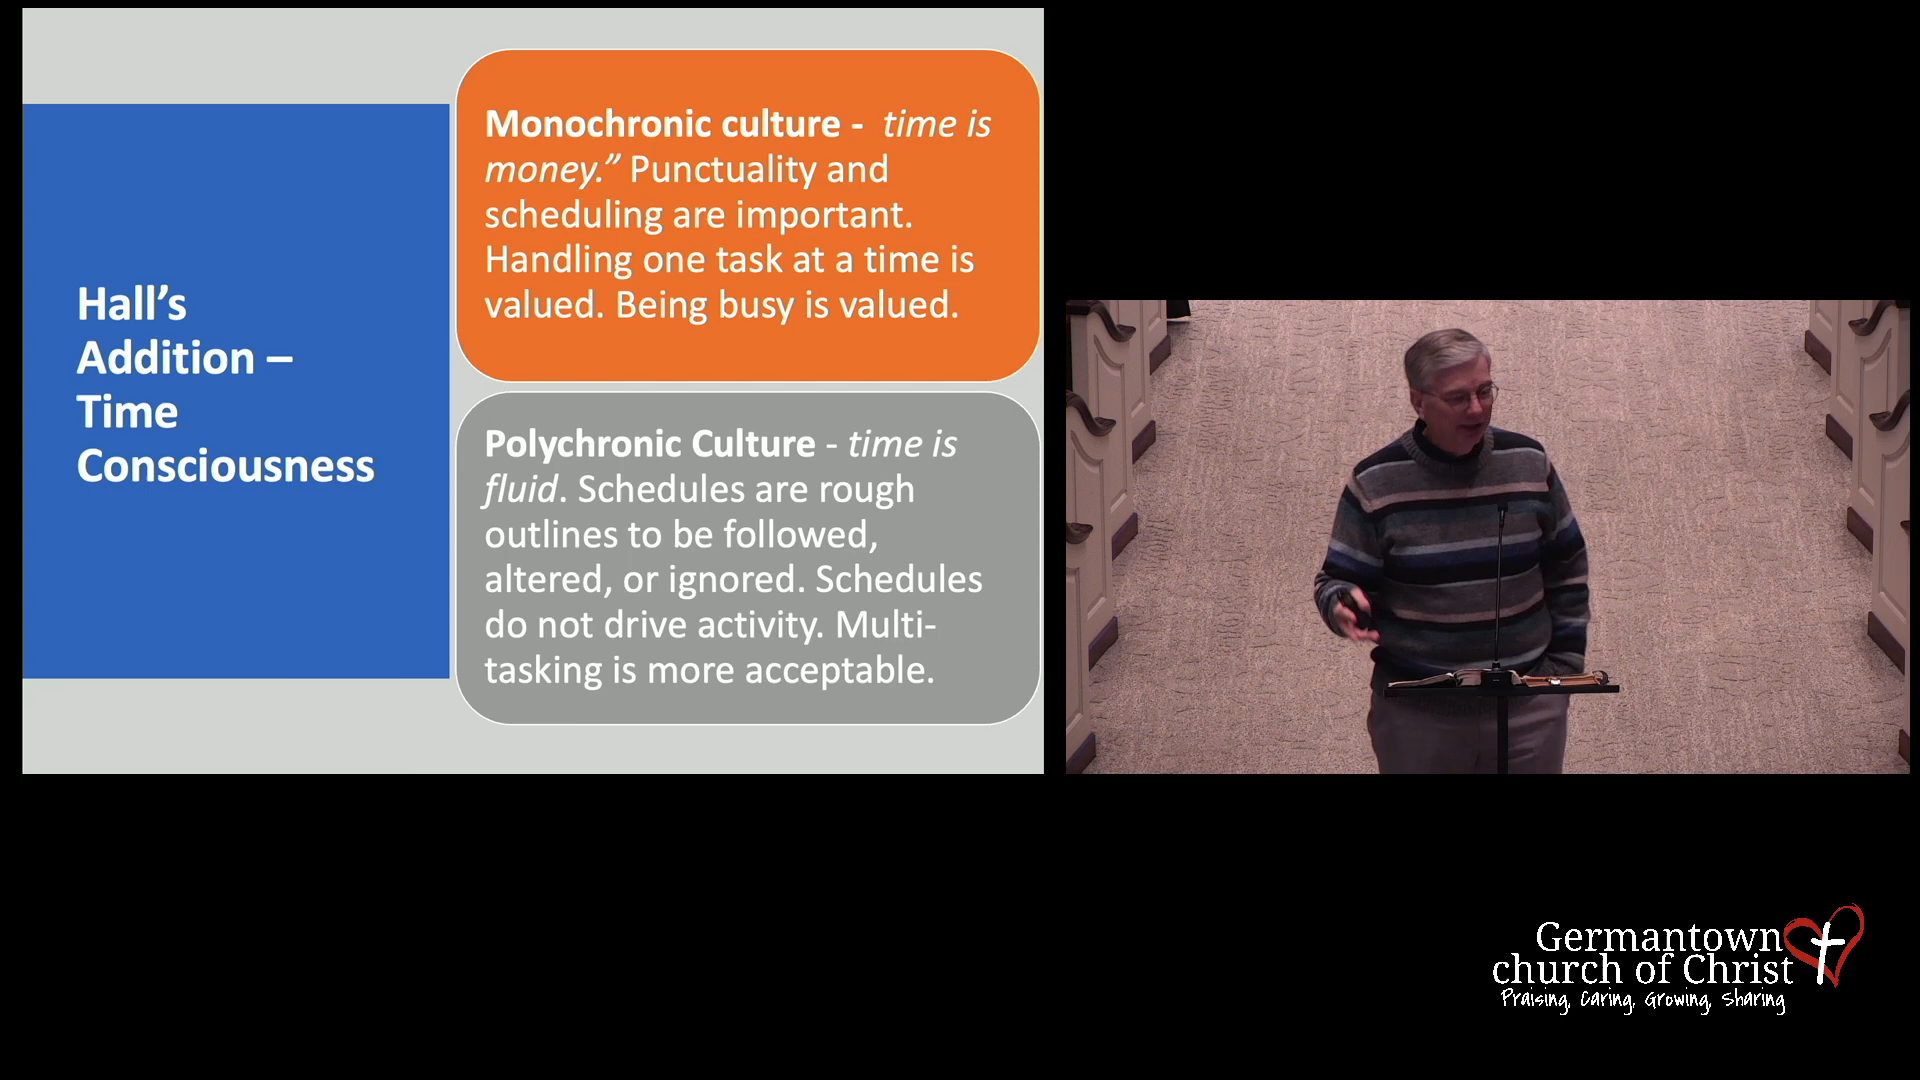 Hall’s
Addition –
Time
Consciousness
Monochronic culture -  time is
money.” Punctuality and
scheduling are important.
Handling one task at a time is
valued. Being busy is valued.
Polychronic Culture - time is
fluid. Schedules are rough
outlines to be followed,
altered, or ignored. Schedules
do not drive activity. Multi-
tasking is more acceptable.
Germantown
church of Christ
Praising, Caring, Growing, Sharing